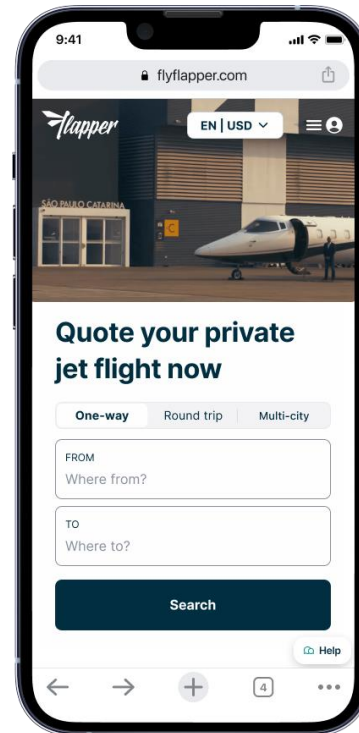 9:41
flyflapper.com
Flapper
EN | USD
SÃO PAULO CATARINA
C
Quote your private
jet flight now
One-way
Round trip
Multi-city
FROM
Where from?
TO
Where to?
Search
Help
4